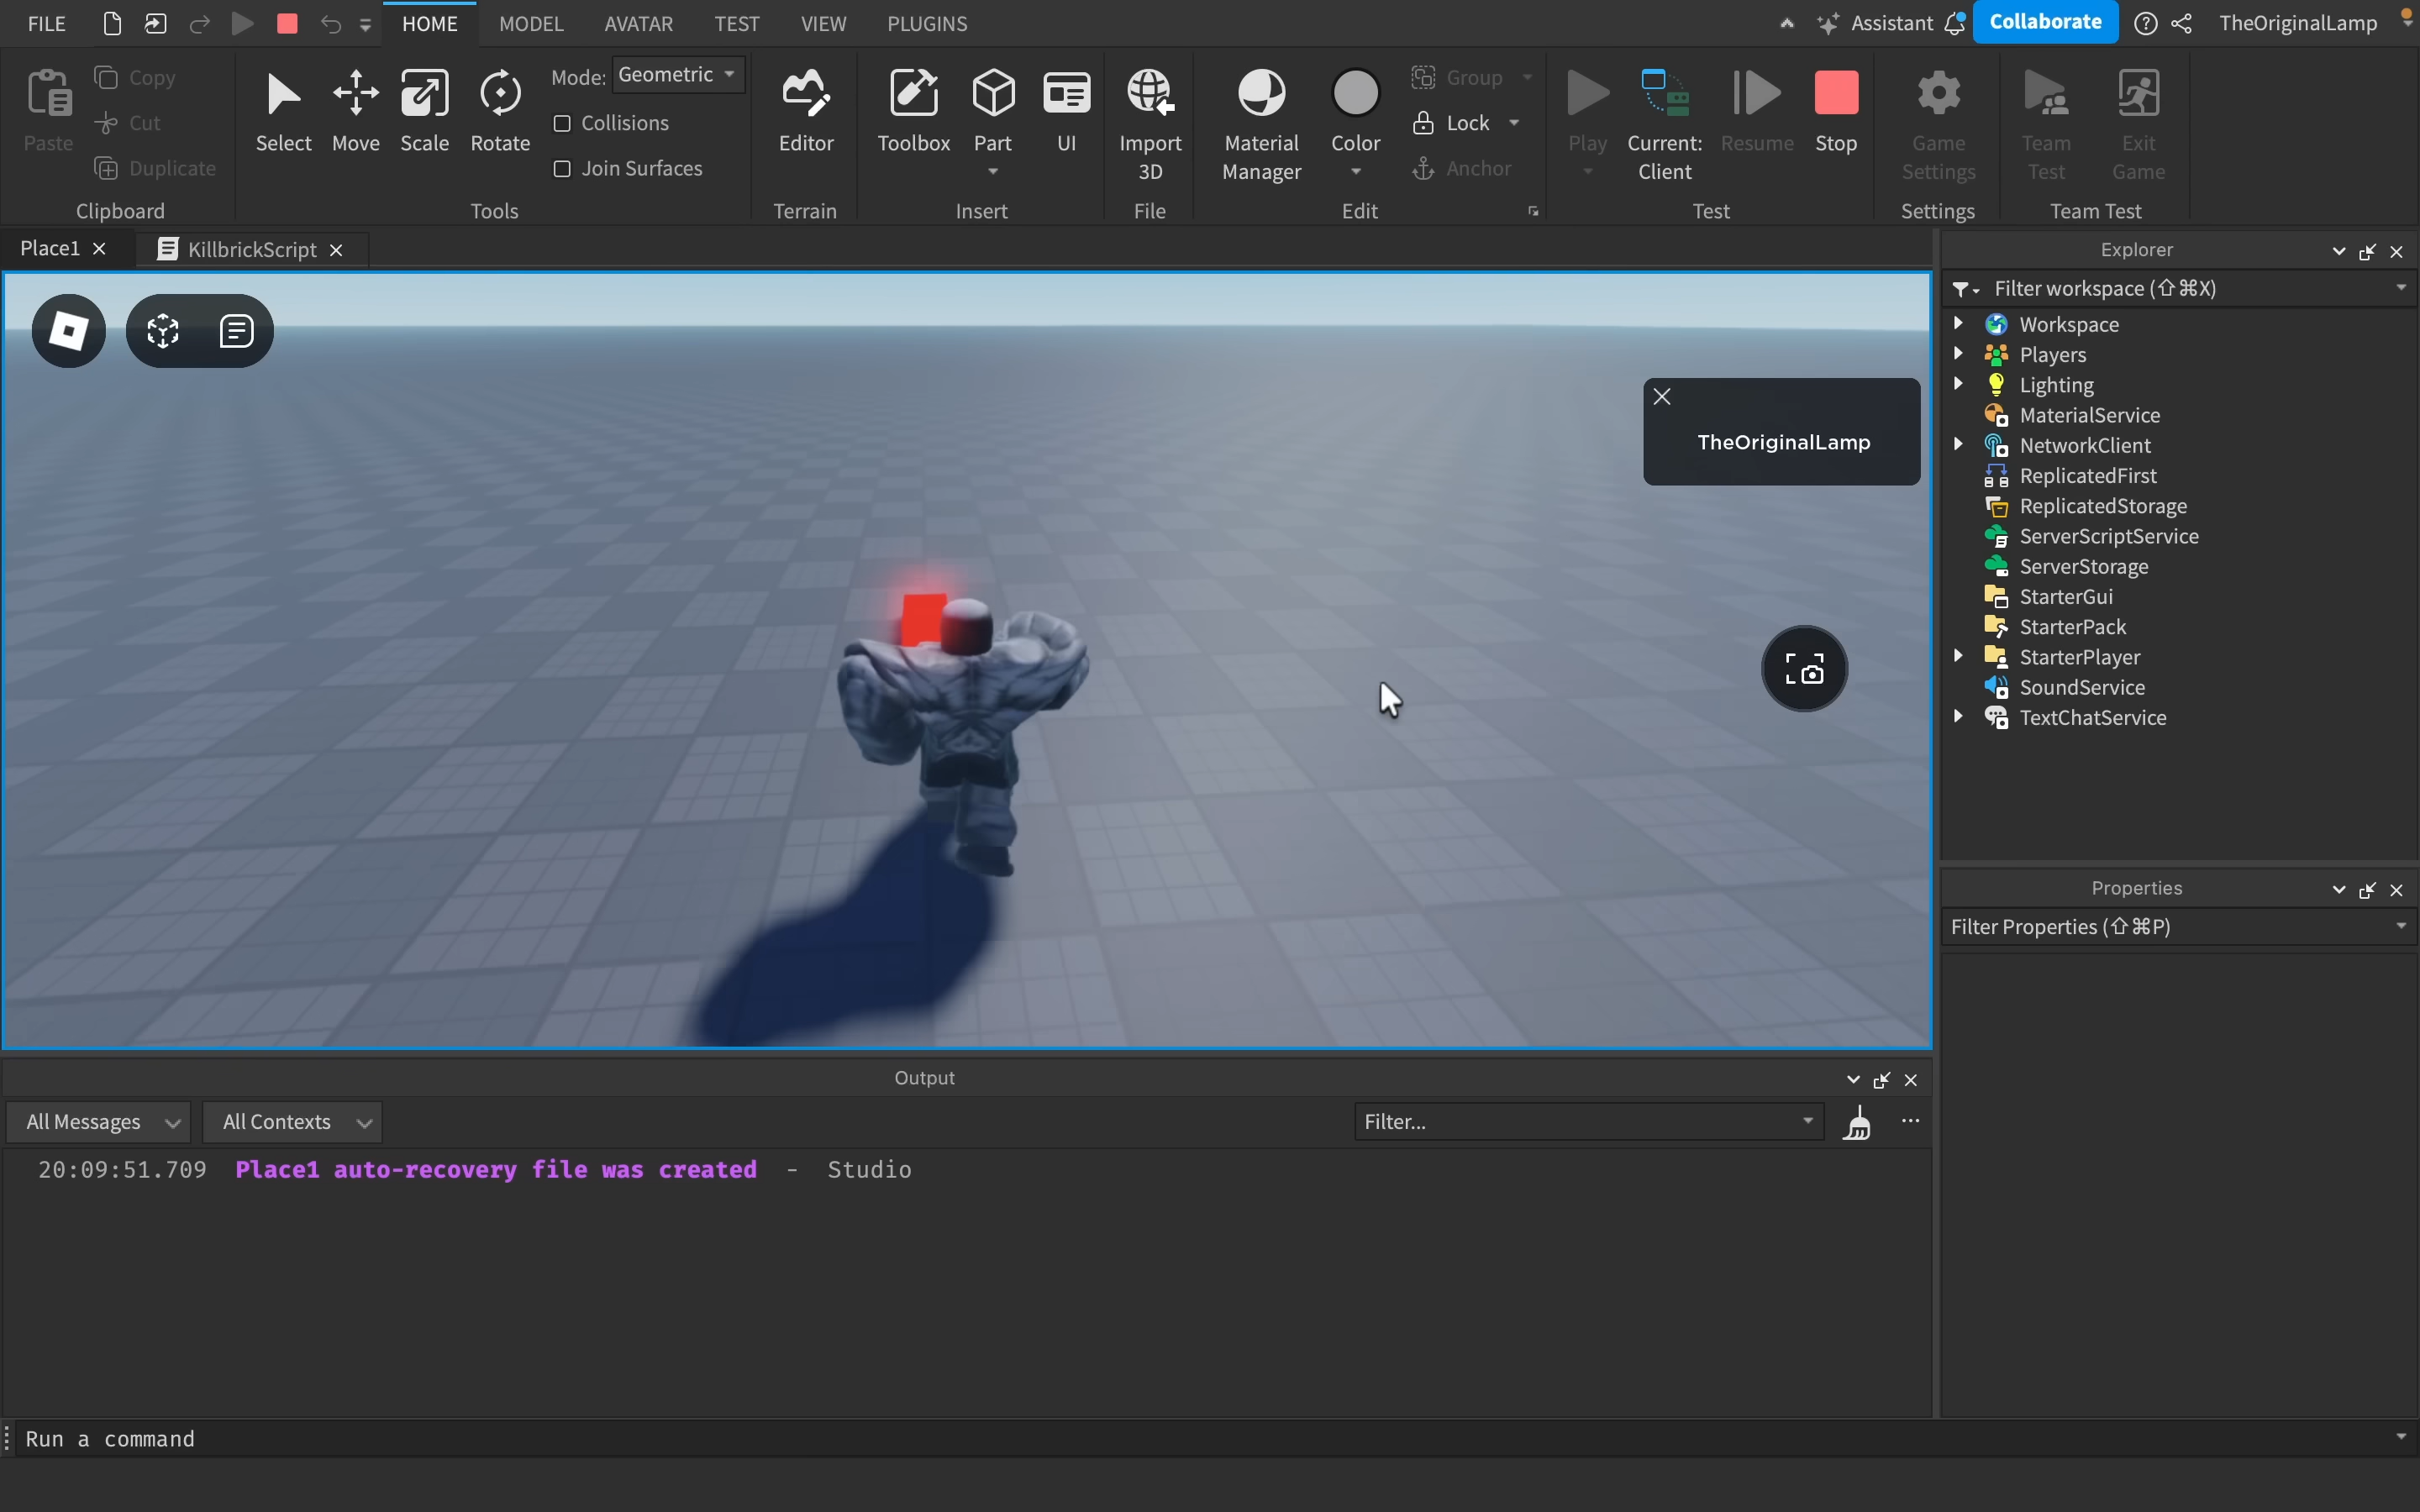 FILE HOME MODEL AVATAR TEST VIEW PLUGINS Assistant Collaborate TheOriginalLamp
Paste Copy Cut Duplicate
Clipboard
Select Move Scale Rotate Mode: Geometric
Collisions
Join Surfaces
Tools
Editor
Terrain
Toolbox Part UI
Insert
Import
3D
File
Material
Manager
Color
Group
Lock
Anchor
Edit
Play Current:
Client
Resume Stop
Test
Game
Settings
Settings
Team
Test
Exit
Game
Team Test
Place1 KillbrickScript
TheOriginalLamp
Explorer
Filter workspace (⇧⌘X)
Workspace
Players
Lighting
MaterialService
NetworkClient
ReplicatedFirst
ReplicatedStorage
ServerScriptService
ServerStorage
StarterGui
StarterPack
StarterPlayer
SoundService
TextChatService
Properties
Filter Properties (⇧⌘P)
Output
All Messages All Contexts Filter...
20:09:51.709 Place1 auto-recovery file was created - Studio
Run a command